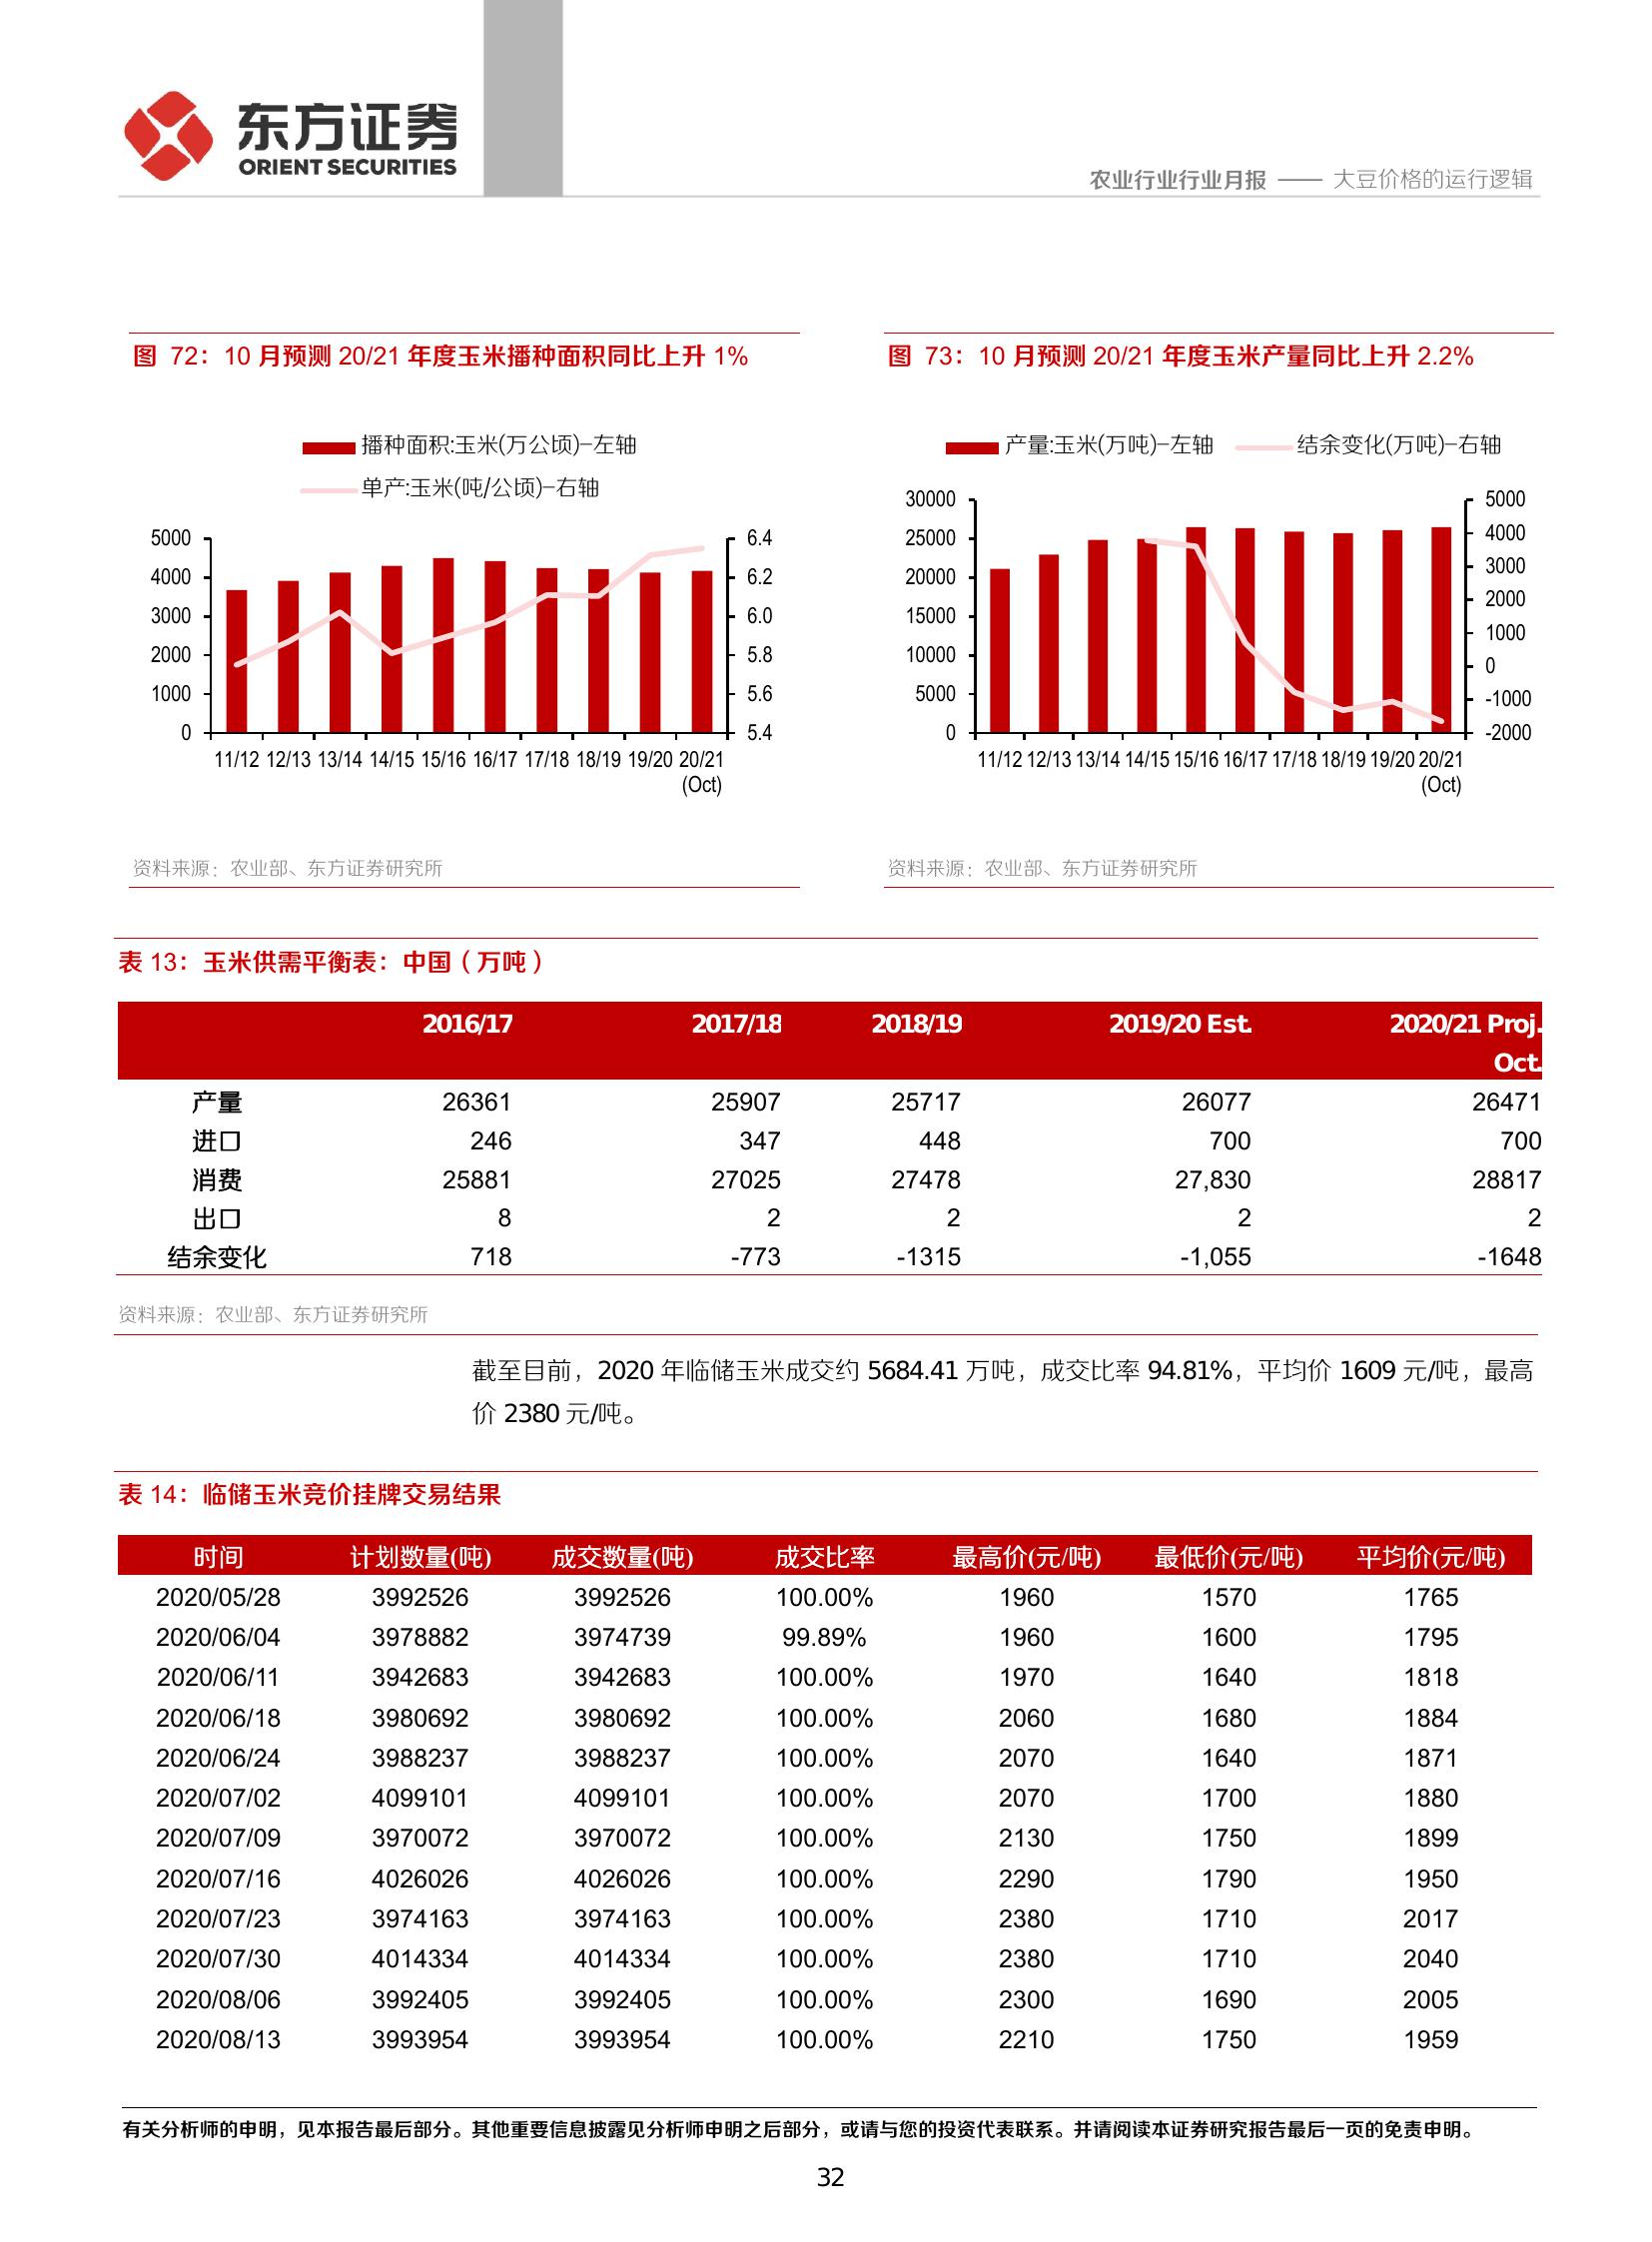 东方证券
ORIENT SECURITIES
农业行业行业月报 —— 大豆价格的运行逻辑
图 72：10 月预测 20/21 年度玉米播种面积同比上升 1%
播种面积:玉米(万公顷)-左轴
单产:玉米(吨/公顷)-右轴
5000 6.4
4000 6.2
3000 6.0
2000 5.8
1000 5.6
0 5.4
11/12 12/13 13/14 14/15 15/16 16/17 17/18 18/19 19/20 20/21
(Oct)
资料来源：农业部、东方证券研究所
图 73：10 月预测 20/21 年度玉米产量同比上升 2.2%
产量:玉米(万吨)-左轴 结余变化(万吨)-右轴
30000
25000
20000
15000
10000
5000
0
5000
4000
3000
2000
1000
0
-1000
-2000
11/12 12/13 13/14 14/15 15/16 16/17 17/18 18/19 19/20 20/21
(Oct)
资料来源：农业部、东方证券研究所
表 13：玉米供需平衡表：中国（万吨）
2016/17 2017/18 2018/19 2019/20 Est. 2020/21 Proj.
Oct.
产量 26361 25907 25717 26077 26471
进口 246 347 448 700 700
消费 25881 27025 27478 27,830 28817
出口 8 2 2 2 2
结余变化 718 -773 -1315 -1,055 -1648
资料来源：农业部、东方证券研究所
截至目前，2020 年临储玉米成交约 5684.41 万吨，成交比率 94.81%，平均价 1609 元/吨，最高
价 2380 元/吨。
表 14：临储玉米竞价挂牌交易结果
时间 计划数量(吨) 成交数量(吨) 成交比率 最高价(元/吨) 最低价(元/吨) 平均价(元/吨)
2020/05/28 3992526 3992526 100.00% 1960 1570 1765
2020/06/04 3978882 3974739 99.89% 1960 1600 1795
2020/06/11 3942683 3942683 100.00% 1970 1640 1818
2020/06/18 3980692 3980692 100.00% 2060 1680 1884
2020/06/24 3988237 3988237 100.00% 2070 1640 1871
2020/07/02 4099101 4099101 100.00% 2070 1700 1880
2020/07/09 3970072 3970072 100.00% 2130 1750 1899
2020/07/16 4026026 4026026 100.00% 2290 1790 1950
2020/07/23 3974163 3974163 100.00% 2380 1710 2017
2020/07/30 4014334 4014334 100.00% 2380 1710 2040
2020/08/06 3992405 3992405 100.00% 2300 1690 2005
2020/08/13 3993954 3993954 100.00% 2210 1750 1959
有关分析师的申明，见本报告最后部分。其他重要信息披露见分析师申明之后部分，或请与您的投资代表联系。并请阅读本证券研究报告最后一页的免责申明。
32